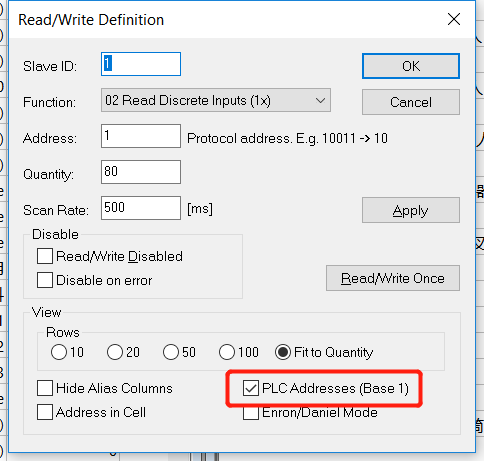 Read/Write Definition
Slave ID: 1
OK
Function: 02 Read Discrete Inputs (1x)
Cancel
Address: 1 Protocol address. E.g. 10011 -> 10
Quantity: 80
Scan Rate: 500 [ms]
Apply
Disable
Read/Write Disabled
Disable on error
Read/Write Once
View
Rows
10 20 50 100 Fit to Quantity
Hide Alias Columns PLC Addresses (Base 1)
Address in Cell Enron/Daniel Mode